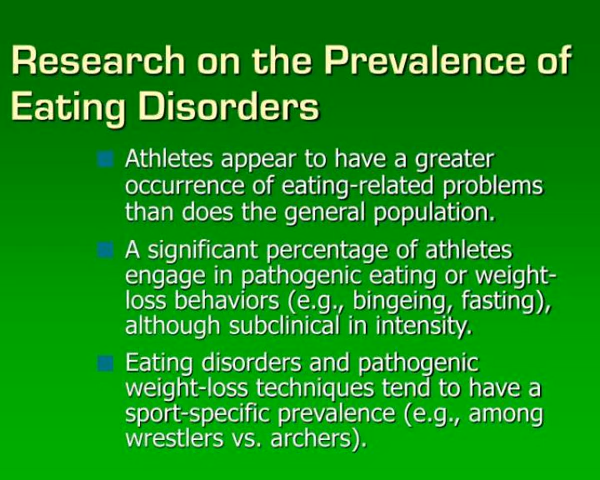 Research on the Prevalence of
Eating Disorders
Athletes appear to have a greater
occurrence of eating-related problems
than does the general population.
A significant percentage of athletes
engage in pathogenic eating or weight-
loss behaviors (e.g., bingeing, fasting),
although subclinical in intensity.
Eating disorders and pathogenic
weight-loss techniques tend to have a
sport-specific prevalence (e.g., among
wrestlers vs. archers).